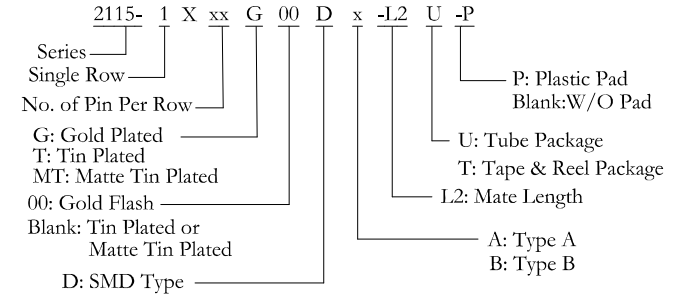 2115- 1 X xx G 00 D x -L2 U -P
Series
Single Row
No. of Pin Per Row
G: Gold Plated
T: Tin Plated
MT: Matte Tin Plated
00: Gold Flash
Blank: Tin Plated or
Matte Tin Plated
D: SMD Type
P: Plastic Pad
Blank:W/O Pad
U: Tube Package
T: Tape & Reel Package
L2: Mate Length
A: Type A
B: Type B